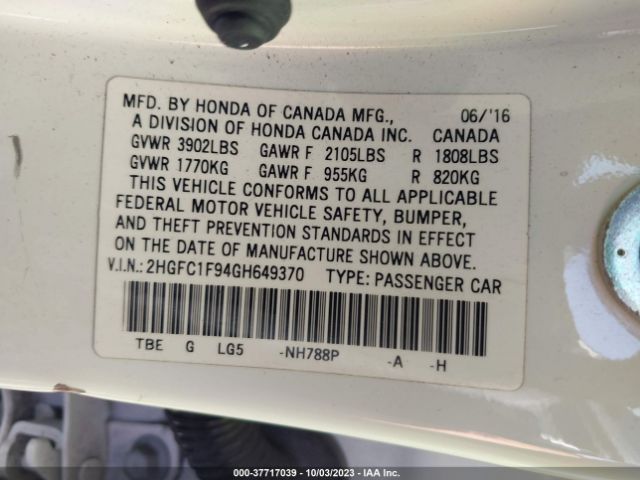 MFD. BY HONDA OF CANADA MFG., 06/'16
A DIVISION OF HONDA CANADA INC. CANADA
GVWR 3902LBS GAWR F 2105LBS R 1808LBS
GVWR 1770KG GAWR F 955KG R 820KG
THIS VEHICLE CONFORMS TO ALL APPLICABLE
FEDERAL MOTOR VEHICLE SAFETY, BUMPER,
AND THEFT PREVENTION STANDARDS IN EFFECT
ON THE DATE OF MANUFACTURE SHOWN ABOVE.
V.I.N.: 2HGFC1F94GH649370 TYPE: PASSENGER CAR
TBE G LG5 -NH788P -A -H
000-37717039 - 10/03/2023 - IAA Inc.